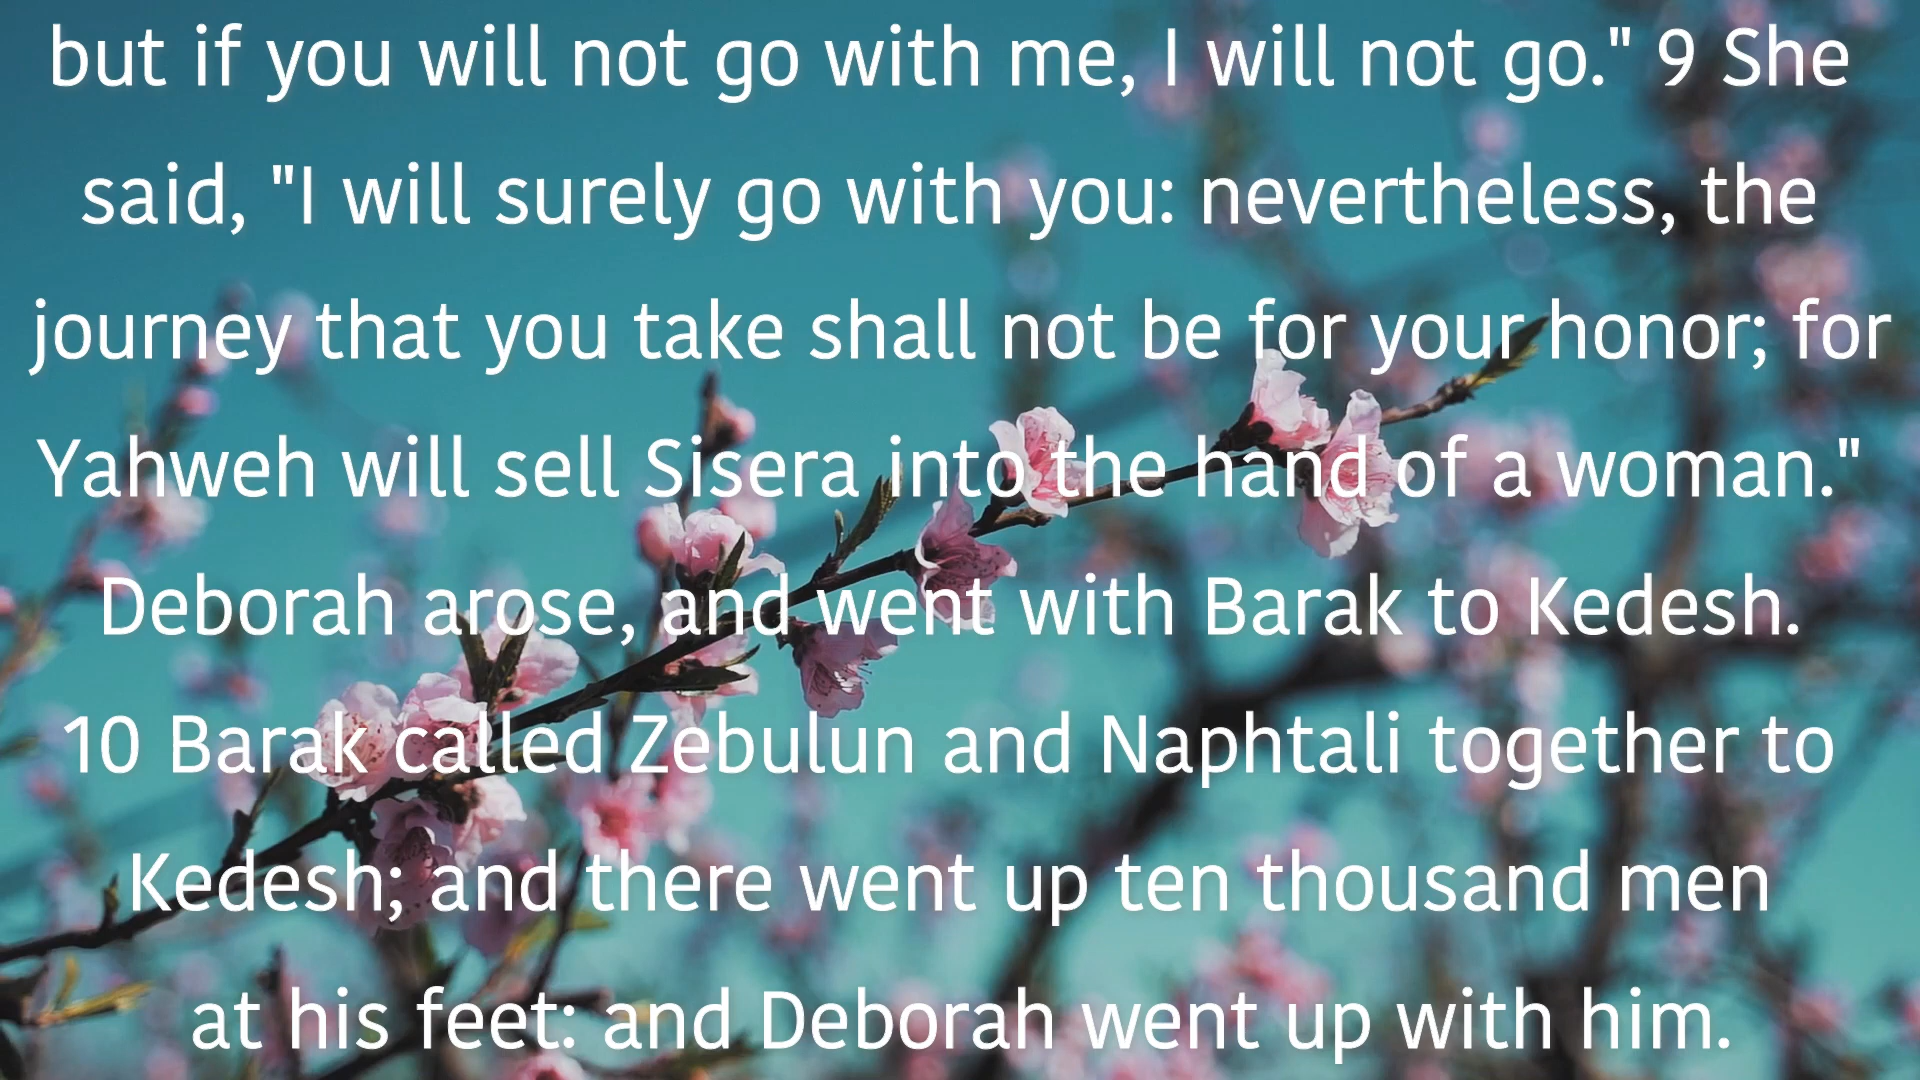 but if you will not go with me, I will not go." 9 She
said, "I will surely go with you: nevertheless, the
journey that you take shall not be for your honor; for
Yahweh will sell Sisera into the hand of a woman."
Deborah arose, and went with Barak to Kedesh.
10 Barak called Zebulun and Naphtali together to
Kedesh; and there went up ten thousand men
at his feet: and Deborah went up with him.